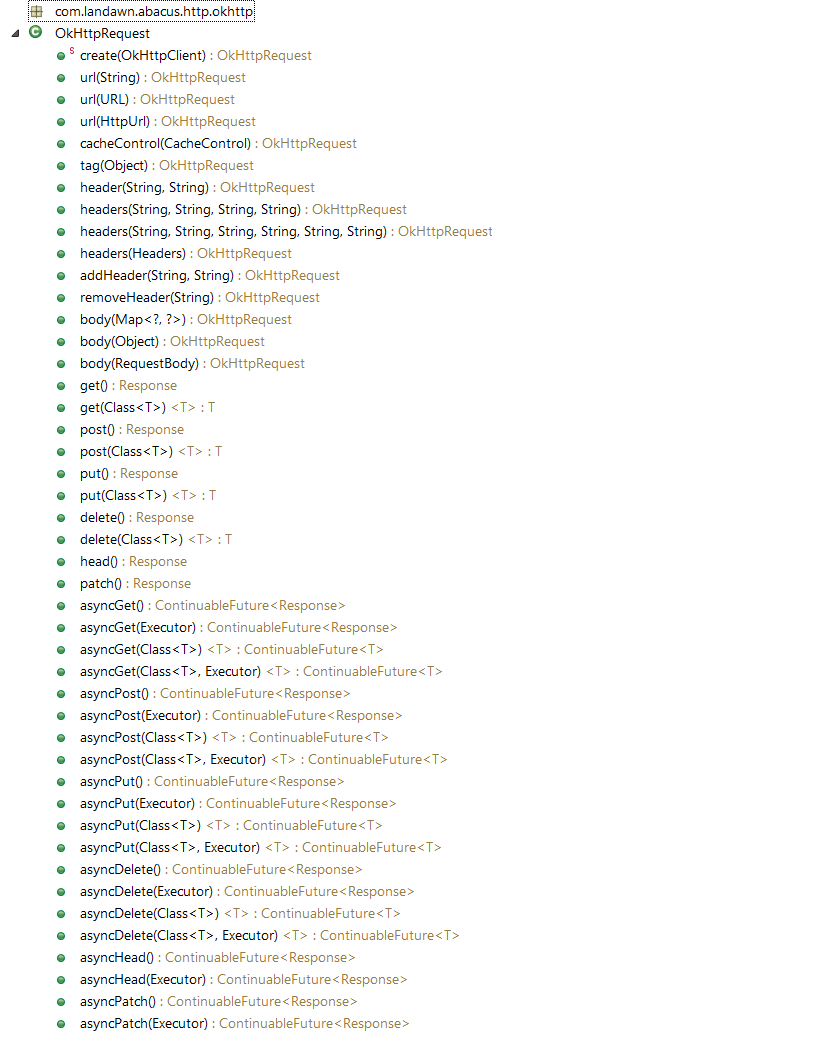 com.landawn.abacus.http.okhttp
OkHttpRequest
create(OkHttpClient) : OkHttpRequest
url(String) : OkHttpRequest
url(URL) : OkHttpRequest
url(HttpUrl) : OkHttpRequest
cacheControl(CacheControl) : OkHttpRequest
tag(Object) : OkHttpRequest
header(String, String) : OkHttpRequest
headers(String, String, String, String) : OkHttpRequest
headers(String, String, String, String, String, String) : OkHttpRequest
headers(Headers) : OkHttpRequest
addHeader(String, String) : OkHttpRequest
removeHeader(String) : OkHttpRequest
body(Map<?, ?>) : OkHttpRequest
body(Object) : OkHttpRequest
body(RequestBody) : OkHttpRequest
get() : Response
get(Class<T>) <T> : T
post() : Response
post(Class<T>) <T> : T
put() : Response
put(Class<T>) <T> : T
delete() : Response
delete(Class<T>) <T> : T
head() : Response
patch() : Response
asyncGet() : ContinuableFuture<Response>
asyncGet(Executor) : ContinuableFuture<Response>
asyncGet(Class<T>) <T> : ContinuableFuture<T>
asyncGet(Class<T>, Executor) <T> : ContinuableFuture<T>
asyncPost() : ContinuableFuture<Response>
asyncPost(Executor) : ContinuableFuture<Response>
asyncPost(Class<T>) <T> : ContinuableFuture<T>
asyncPost(Class<T>, Executor) <T> : ContinuableFuture<T>
asyncPut() : ContinuableFuture<Response>
asyncPut(Executor) : ContinuableFuture<Response>
asyncPut(Class<T>) <T> : ContinuableFuture<T>
asyncPut(Class<T>, Executor) <T> : ContinuableFuture<T>
asyncDelete() : ContinuableFuture<Response>
asyncDelete(Executor) : ContinuableFuture<Response>
asyncDelete(Class<T>) <T> : ContinuableFuture<T>
asyncDelete(Class<T>, Executor) <T> : ContinuableFuture<T>
asyncHead() : ContinuableFuture<Response>
asyncHead(Executor) : ContinuableFuture<Response>
asyncPatch() : ContinuableFuture<Response>
asyncPatch(Executor) : ContinuableFuture<Response>